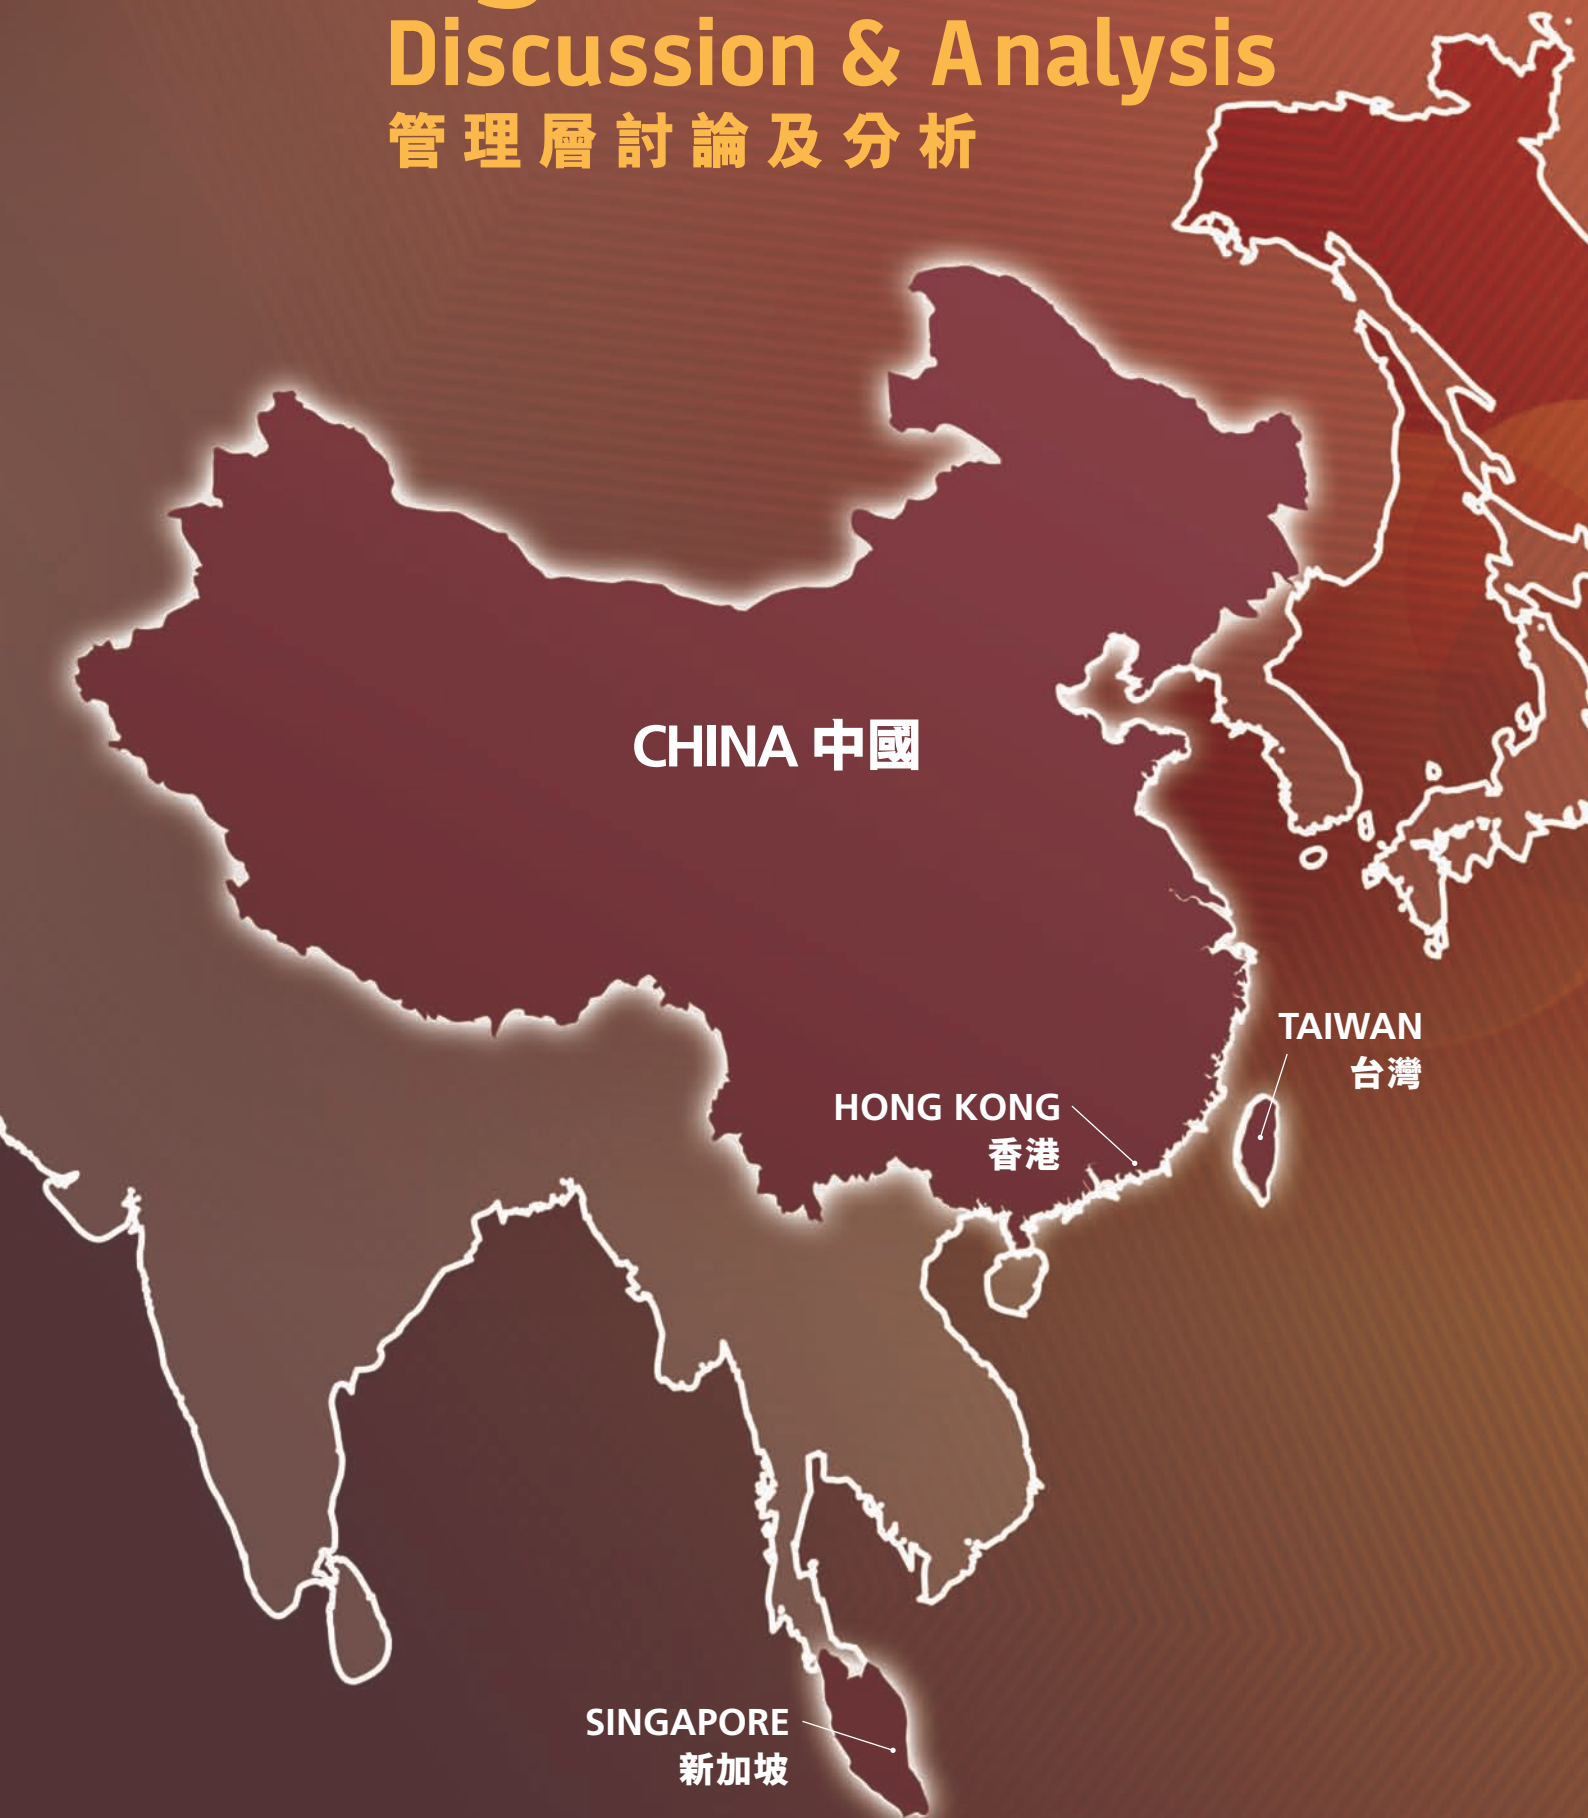 Discussion & Analysis
管理層討論及分析
CHINA 中國
TAIWAN
台灣
HONG KONG
香港
SINGAPORE
新加坡